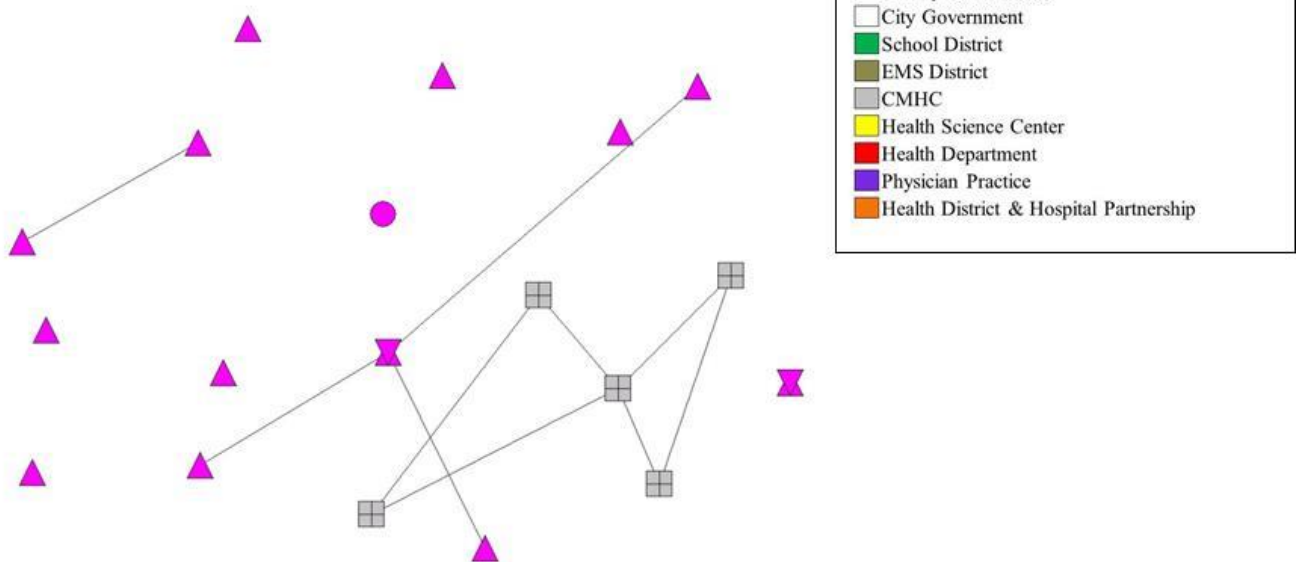 City Government
School District
EMS District
CMHC
Health Science Center
Health Department
Physician Practice
Health District & Hospital Partnership